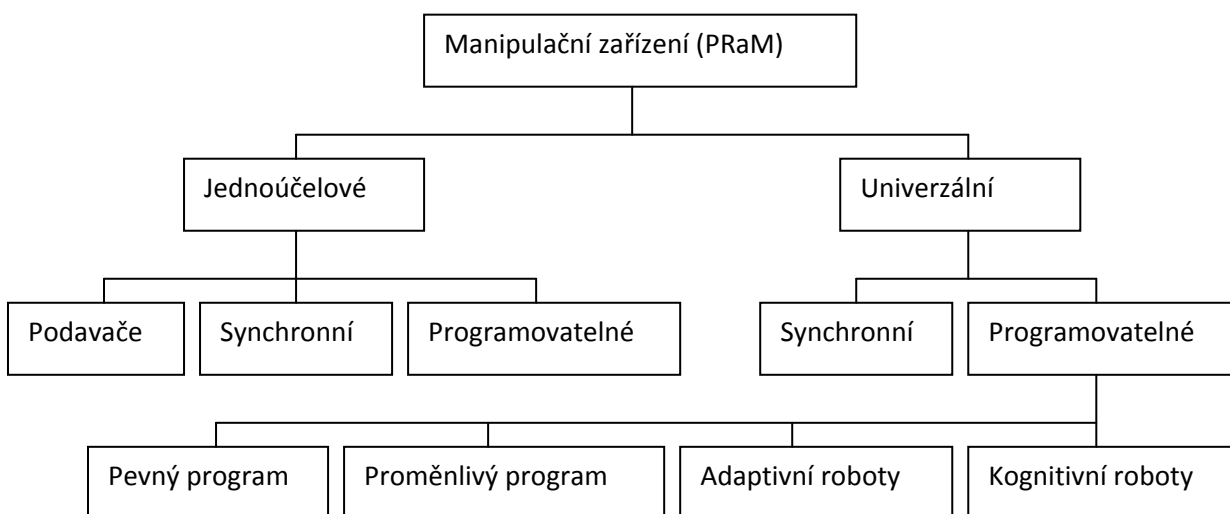 Manipulační zařízení (PRaM)
Jednoúčelové
Univerzální
Podavače
Synchronní
Programovatelné
Synchronní
Programovatelné
Pevný program
Proměnlivý program
Adaptivní roboty
Kognitivní roboty